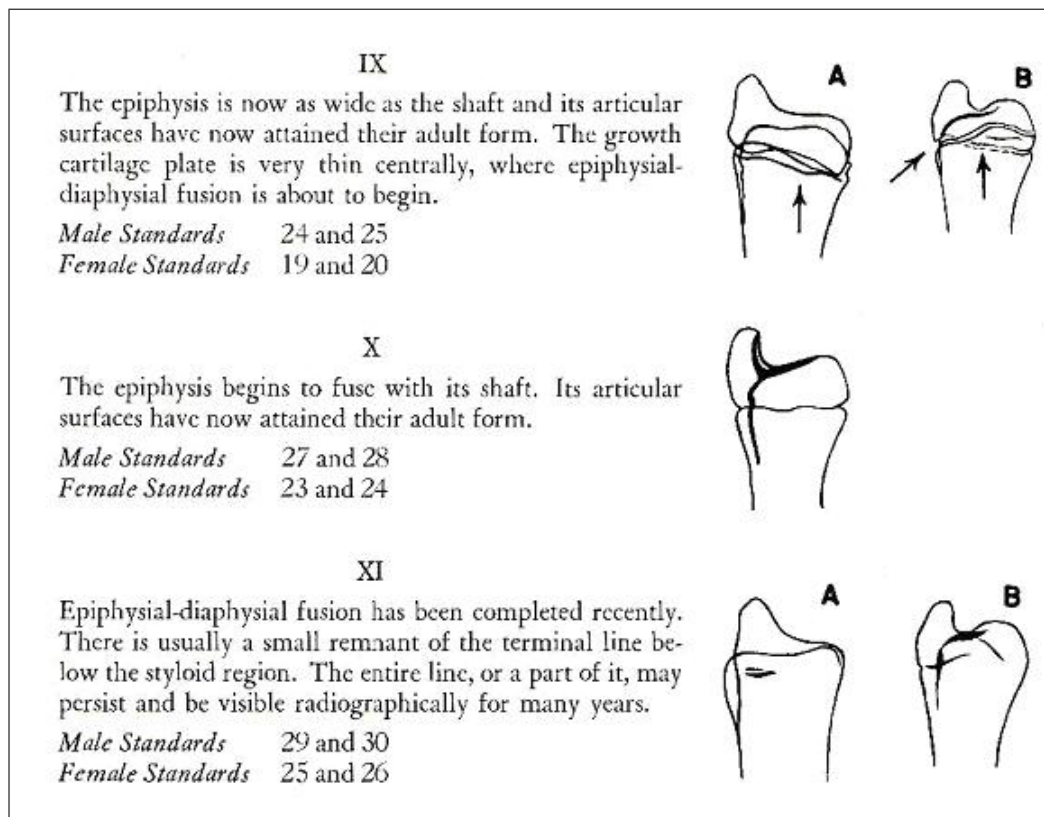 IX
A
B
The epiphysis is now as wide as the shaft and its articular
surfaces have now attained their adult form. The growth
cartilage plate is very thin centrally, where epiphysial-
diaphysial fusion is about to begin.
Male Standards 24 and 25
Female Standards 19 and 20
X
The epiphysis begins to fuse with its shaft. Its articular
surfaces have now attained their adult form.
Male Standards 27 and 28
Female Standards 23 and 24
XI
A
B
Epiphysial-diaphysial fusion has been completed recently.
There is usually a small remnant of the terminal line be-
low the styloid region. The entire line, or a part of it, may
persist and be visible radiographically for many years.
Male Standards 29 and 30
Female Standards 25 and 26